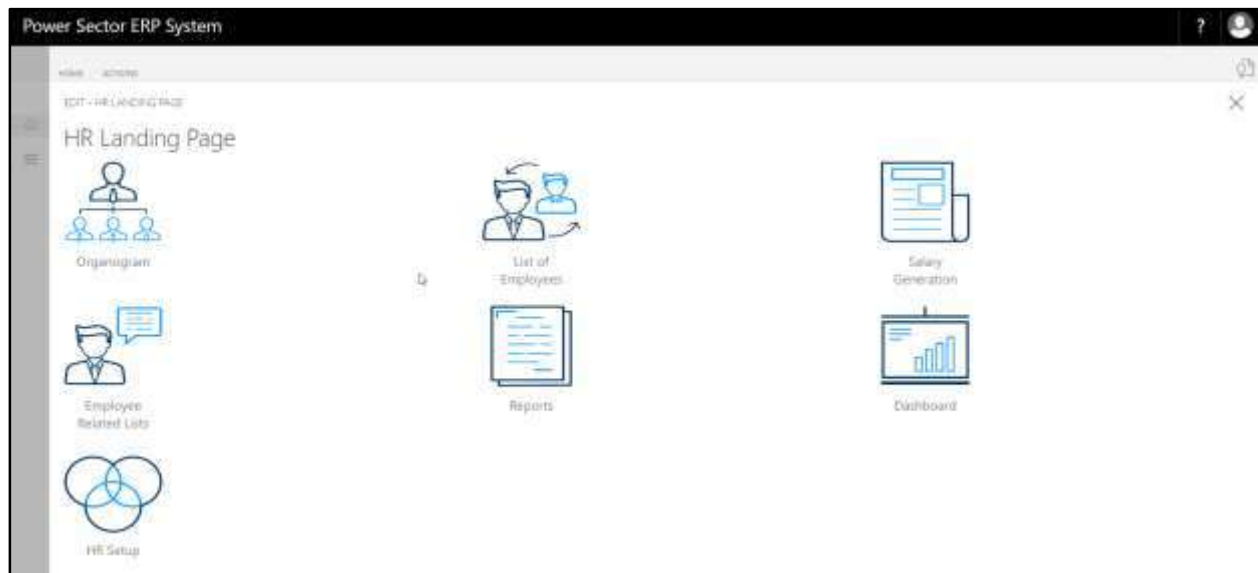 Power Sector ERP System
?
HOME ACTIONS
EDIT - HR LANDING PAGE
HR Landing Page
Organogram
List of
Employees
Salary
Generation
Employee
Related Lists
Reports
Dashboard
HR Setup